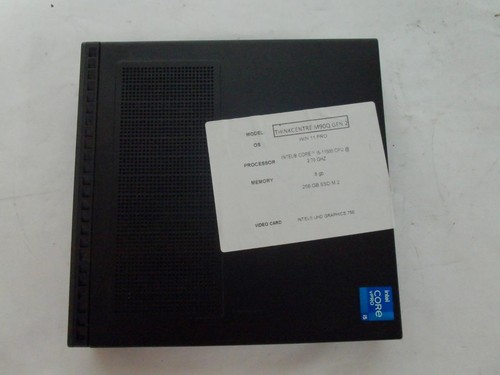 MODEL THINKCENTRE M90Q GEN 2
OS WIN 11 PRO
PROCESSOR INTEL® CORE™ I5-11500 CPU @
2.70 GHZ
MEMORY 8 gb
256 GB SSD M.2
VIDEO CARD INTEL® UHD GRAPHICS 750
intel
CORE
VPRO
i5